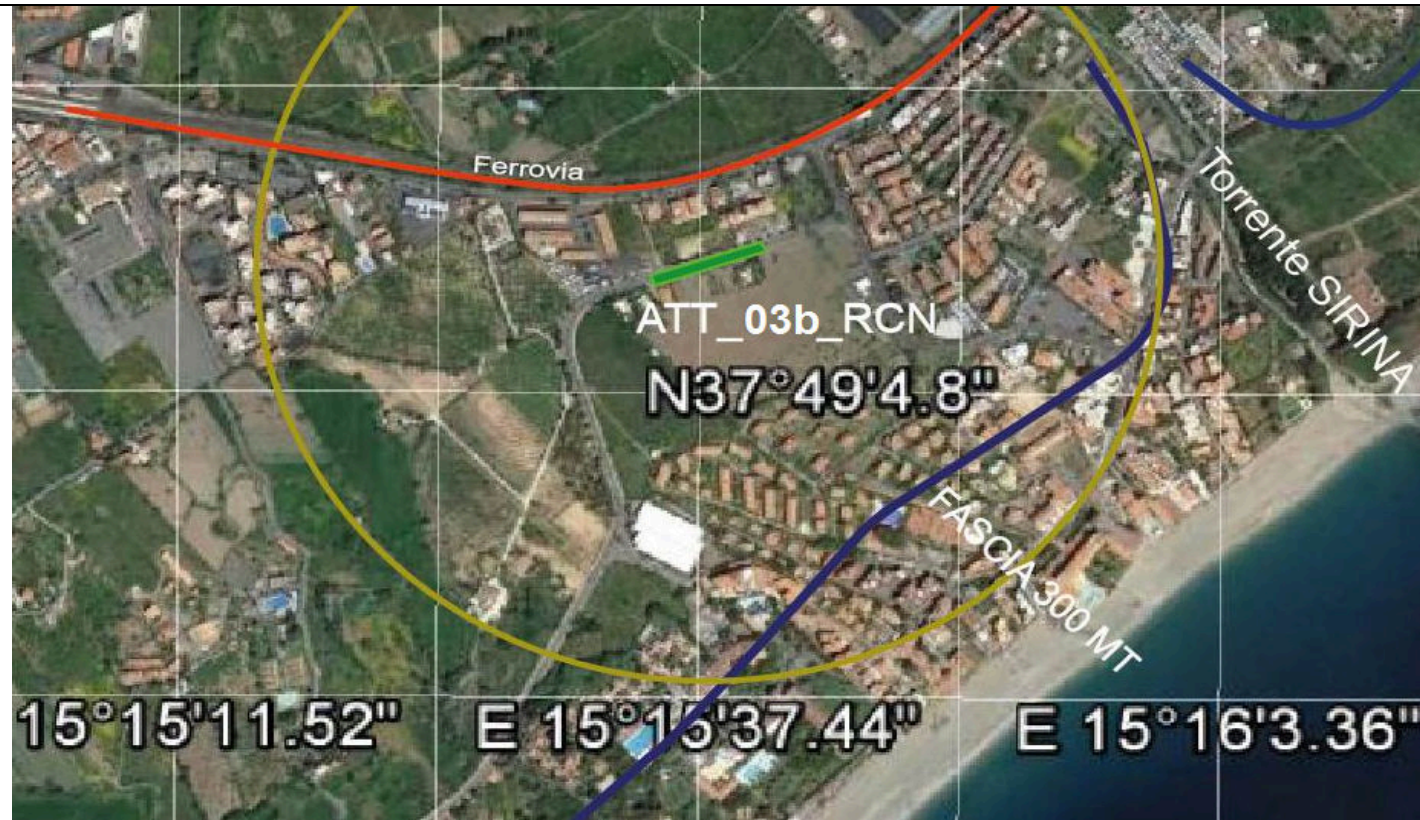 Ferrovia
Torrente SIRINA
ATT_03b_RCN
N37°49'4.8"
FASCIA 300 MT
15°15'11.52"
E 15°15'37.44"
E 15°16'3.36"